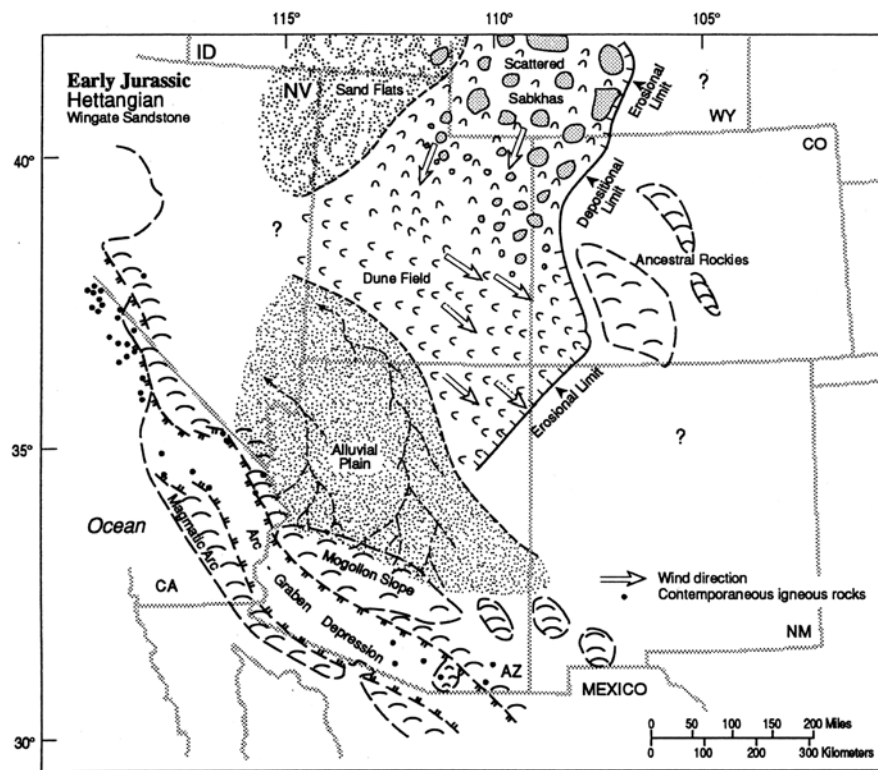 115°
110°
105°
ID
Early Jurassic
Hettangian
Wingate Sandstone
NV
Sand Flats
Scattered
Sabkhas
?
Erosional
Limit
WY
40°
CO
Depositional
Limit
?
Ancestral Rockies
Dune Field
Erosional Limit
?
35°
Alluvial
Plain
Ocean
Magmatic Arc
Arc
Graben
Depression
Mogollon Slope
CA
Wind direction
Contemporaneous igneous rocks
NM
AZ
MEXICO
30°
0 50 100 150 200 Miles
0 100 200 300 Kilometers